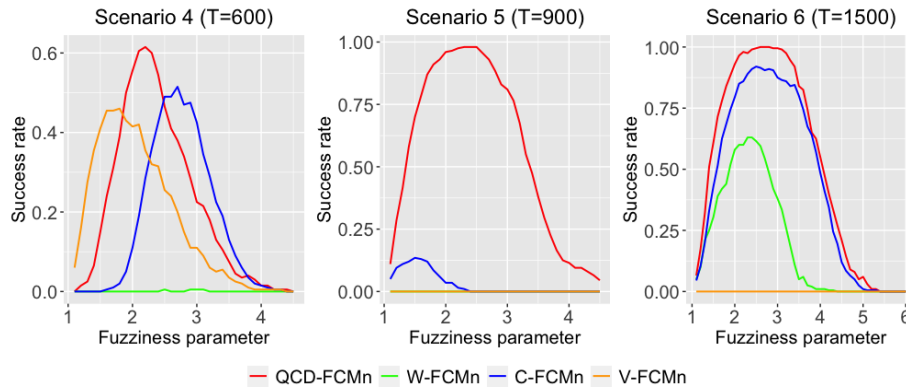 Scenario 4 (T=600)
Success rate
0.6
0.4
0.2
0.0
1 2 3 4
Fuzziness parameter
Scenario 5 (T=900)
Success rate
1.00
0.75
0.50
0.25
0.00
1 2 3 4
Fuzziness parameter
Scenario 6 (T=1500)
Success rate
1.00
0.75
0.50
0.25
0.00
1 2 3 4 5 6
Fuzziness parameter
QCD-FCMn W-FCMn C-FCMn V-FCMn